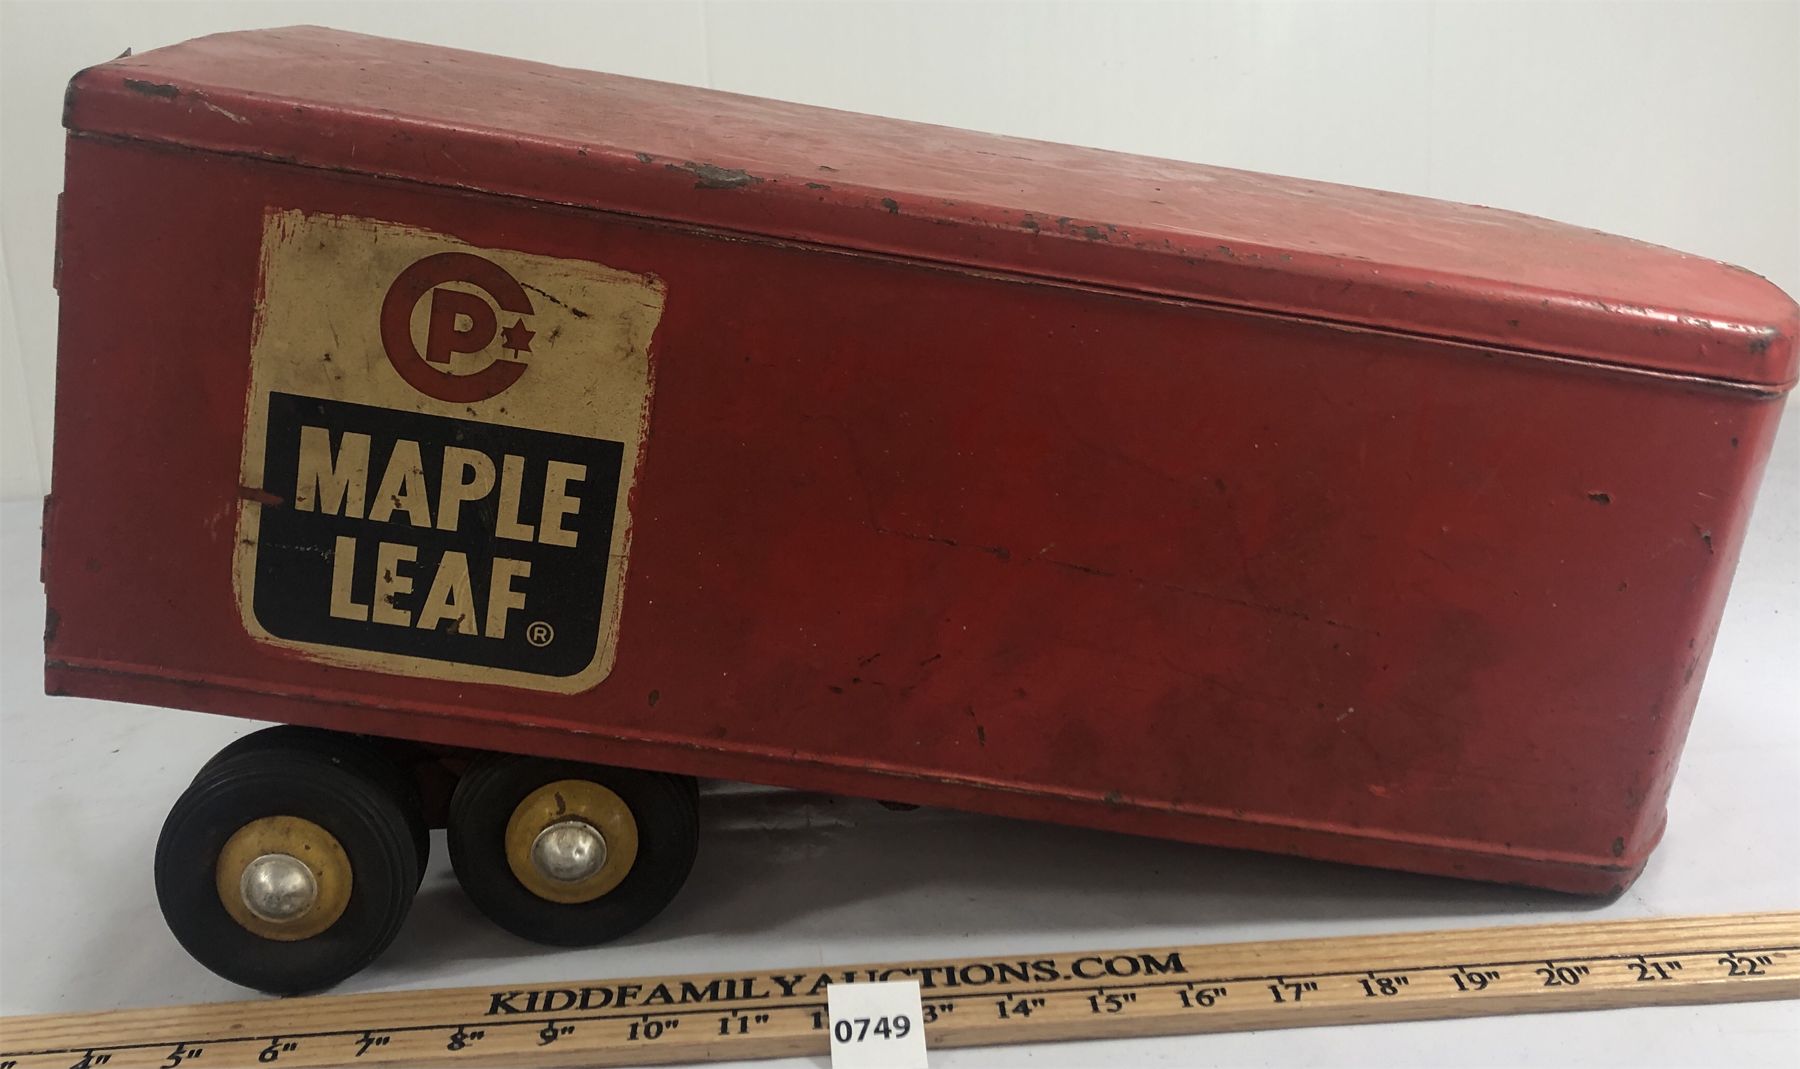 CP
MAPLE
LEAF®
KIDDFAMILYAUCTIONS.COM
4" 5" 6" 7" 8" 9" 10" 11" 3" 14" 15" 16" 17" 18" 19" 20" 21" 22"
0749